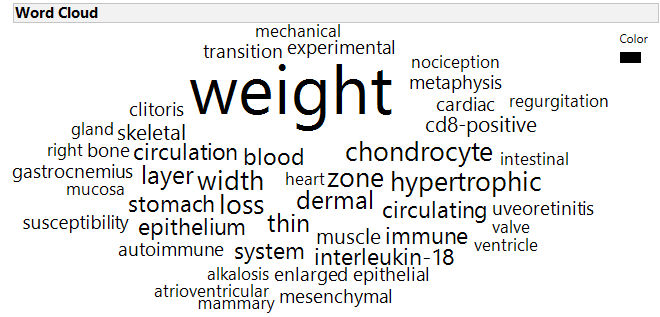 Word Cloud
Color
mechanical
transition experimental
nociception
weight
metaphysis
clitoris
cardiac regurgitation
gland skeletal
cd8-positive
right bone circulation blood chondrocyte intestinal
gastrocnemius layer width heart zone hypertrophic
mucosa
stomach loss dermal circulating uveoretinitis
susceptibility epithelium thin muscle immune valve
autoimmune system interleukin-18 ventricle
alkalosis enlarged epithelial
atrioventricular mesenchymal
mammary